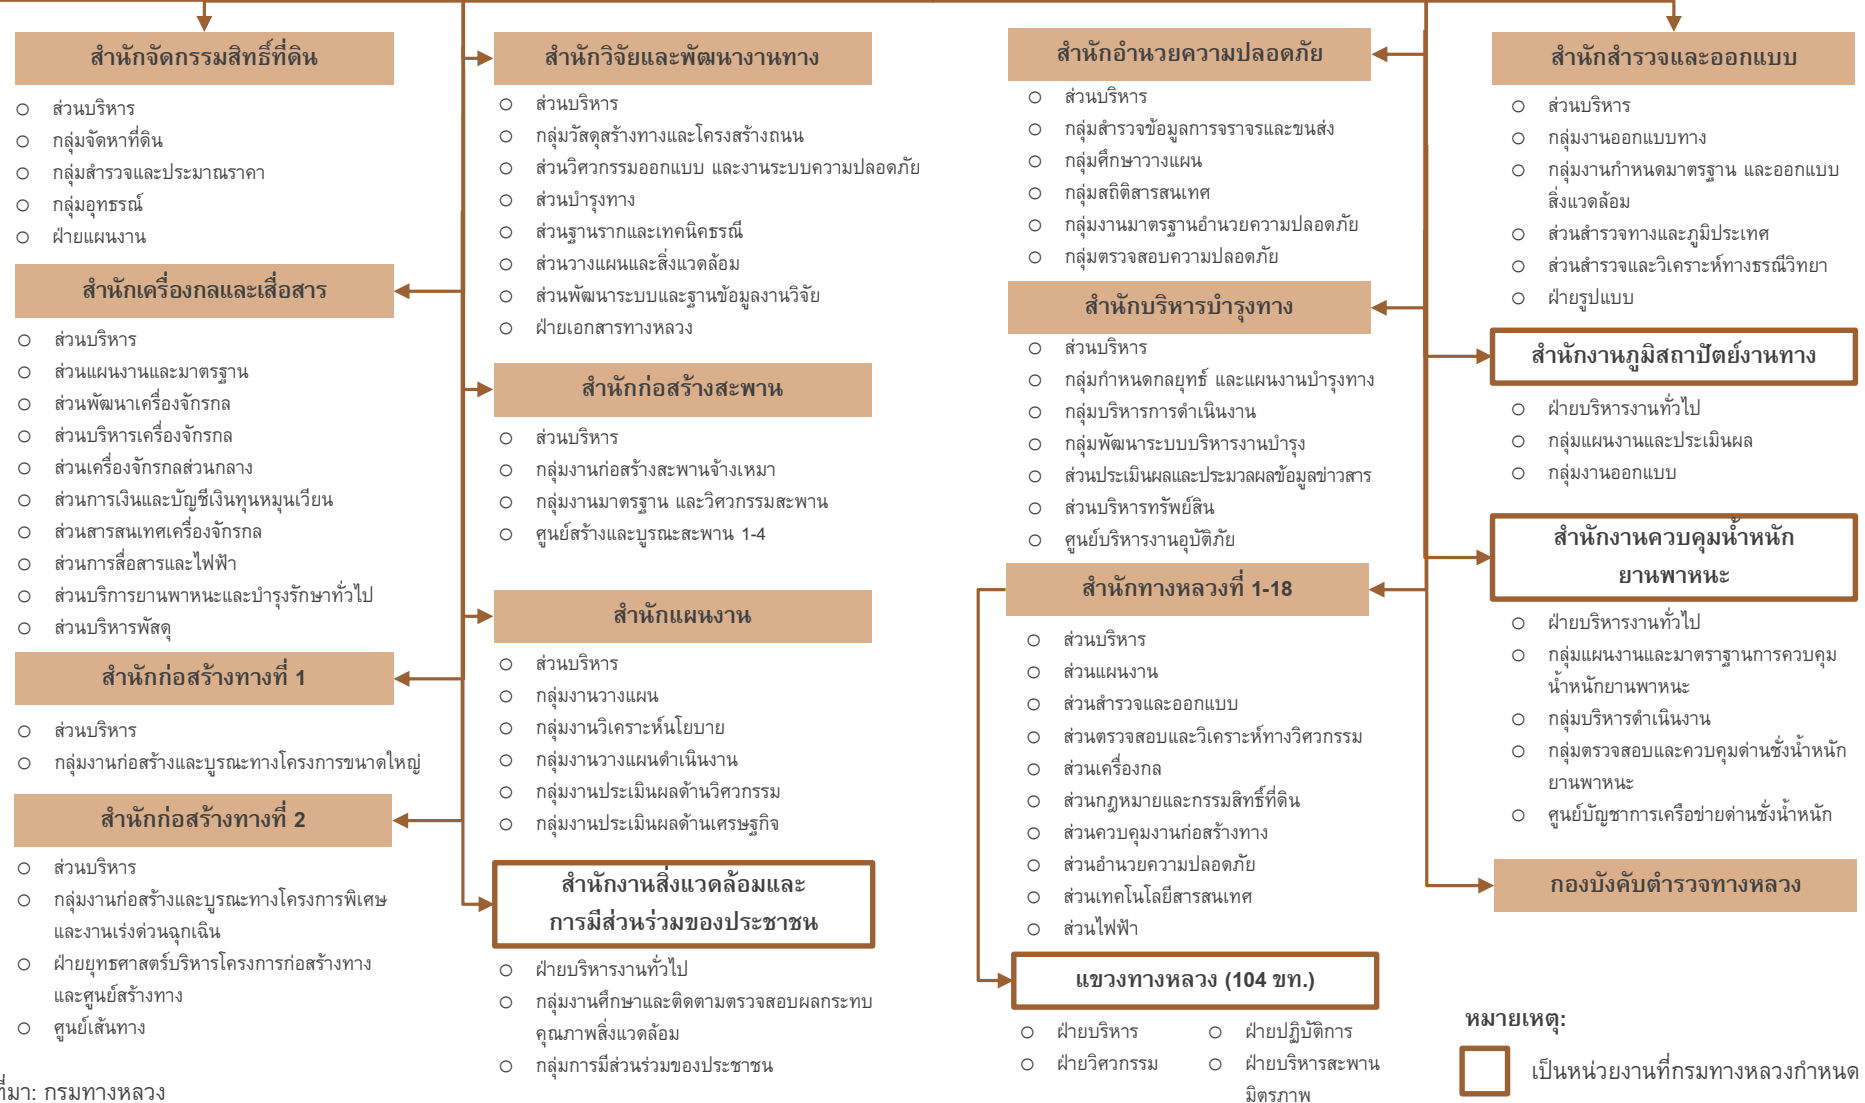 สำนักจัดกรรมสิทธิ์ที่ดิน
ส่วนบริหาร
กลุ่มจัดหาที่ดิน
กลุ่มสำรวจและประมาณราคา
กลุ่มอุทธรณ์
ฝ่ายแผนงาน
สำนักเครื่องกลและเสื่อสาร
ส่วนบริหาร
ส่วนแผนงานและมาตรฐาน
ส่วนพัฒนาเครื่องจักรกล
ส่วนบริหารเครื่องจักรกล
ส่วนเครื่องจักรกลส่วนกลาง
ส่วนการเงินและบัญชีเงินทุนหมุนเวียน
ส่วนสารสนเทศเครื่องจักรกล
ส่วนการสื่อสารและไฟฟ้า
ส่วนบริการยานพาหนะและบำรุงรักษาทั่วไป
ส่วนบริหารพัสดุ
สำนักก่อสร้างทางที่ 1
ส่วนบริหาร
กลุ่มงานก่อสร้างและบูรณะทางโครงการขนาดใหญ่
สำนักก่อสร้างทางที่ 2
ส่วนบริหาร
กลุ่มงานก่อสร้างและบูรณะทางโครงการพิเศษ
และงานเร่งด่วนฉุกเฉิน
ฝ่ายยุทธศาสตร์บริหารโครงการก่อสร้างทาง
และศูนย์สร้างทาง
ศูนย์เส้นทาง
ที่มา: กรมทางหลวง
สำนักวิจัยและพัฒนางานทาง
ส่วนบริหาร
กลุ่มวัสดุสร้างทางและโครงสร้างถนน
ส่วนวิศวกรรมออกแบบ และงานระบบความปลอดภัย
ส่วนบำรุงทาง
ส่วนฐานรากและเทคนิคธรณี
ส่วนวางแผนและสิ่งแวดล้อม
ส่วนพัฒนาระบบและฐานข้อมูลงานวิจัย
ฝ่ายเอกสารทางหลวง
สำนักก่อสร้างสะพาน
ส่วนบริหาร
กลุ่มงานก่อสร้างสะพานจ้างเหมา
กลุ่มงานมาตรฐาน และวิศวกรรมสะพาน
ศูนย์สร้างและบูรณะสะพาน 1-4
สำนักแผนงาน
ส่วนบริหาร
กลุ่มงานวางแผน
กลุ่มงานวิเคราะห์นโยบาย
กลุ่มงานวางแผนดำเนินงาน
กลุ่มงานประเมินผลด้านวิศวกรรม
กลุ่มงานประเมินผลด้านเศรษฐกิจ
สำนักงานสิ่งแวดล้อมและ
การมีส่วนร่วมของประชาชน
ฝ่ายบริหารงานทั่วไป
กลุ่มงานศึกษาและติดตามตรวจสอบผลกระทบ
คุณภาพสิ่งแวดล้อม
กลุ่มการมีส่วนร่วมของประชาชน
สำนักอำนวยความปลอดภัย
ส่วนบริหาร
กลุ่มสำรวจข้อมูลการจราจรและขนส่ง
กลุ่มศึกษาวางแผน
กลุ่มสถิติสารสนเทศ
กลุ่มงานมาตรฐานอำนวยความปลอดภัย
กลุ่มตรวจสอบความปลอดภัย
สำนักบริหารบำรุงทาง
ส่วนบริหาร
กลุ่มกำหนดกลยุทธ์ และแผนงานบำรุงทาง
กลุ่มบริหารการดำเนินงาน
กลุ่มพัฒนาระบบบริหารงานบำรุง
ส่วนประเมินผลและประมวลผลข้อมูลข่าวสาร
ส่วนบริหารทรัพย์สิน
ศูนย์บริหารงานอุบัติภัย
สำนักทางหลวงที่ 1-18
ส่วนบริหาร
ส่วนแผนงาน
ส่วนสำรวจและออกแบบ
ส่วนตรวจสอบและวิเคราะห์ทางวิศวกรรม
ส่วนเครื่องกล
ส่วนกฎหมายและกรรมสิทธิ์ที่ดิน
ส่วนควบคุมงานก่อสร้างทาง
ส่วนอำนวยความปลอดภัย
ส่วนเทคโนโลยีสารสนเทศ
ส่วนไฟฟ้า
แขวงทางหลวง (104 ขท.)
ฝ่ายบริหาร
ฝ่ายวิศวกรรม
ฝ่ายปฏิบัติการ
ฝ่ายบริหารสะพาน
มิตรภาพ
สำนักสำรวจและออกแบบ
ส่วนบริหาร
กลุ่มงานออกแบบทาง
กลุ่มงานกำหนดมาตรฐาน และออกแบบ
สิ่งแวดล้อม
ส่วนสำรวจทางและภูมิประเทศ
ส่วนสำรวจและวิเคราะห์ทางธรณีวิทยา
ฝ่ายรูปแบบ
สำนักงานภูมิสถาปัตย์งานทาง
ฝ่ายบริหารงานทั่วไป
กลุ่มแผนงานและประเมินผล
กลุ่มงานออกแบบ
สำนักงานควบคุมน้ำหนัก
ยานพาหนะ
ฝ่ายบริหารงานทั่วไป
กลุ่มแผนงานและมาตราฐานการควบคุม
น้ำหนักยานพาหนะ
กลุ่มบริหารดำเนินงาน
กลุ่มตรวจสอบและควบคุมด่านชั่งน้ำหนัก
ยานพาหนะ
ศูนย์บัญชาการเครือข่ายด่านชั่งน้ำหนัก
กองบังคับตำรวจทางหลวง
หมายเหตุ:
เป็นหน่วยงานที่กรมทางหลวงกำหนด